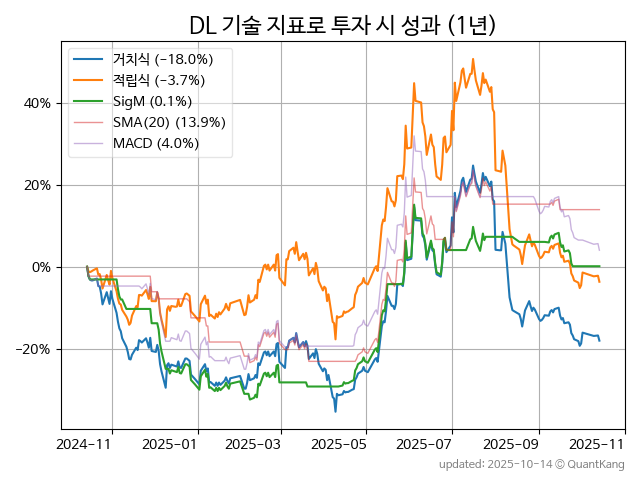 DL 기술 지표로 투자 시 성과 (1년)
거치식 (−18.0%)
적립식 (−3.7%)
SigM (0.1%)
SMA(20) (13.9%)
MACD (4.0%)
40%
20%
0%
−20%
2024-11 2025-01 2025-03 2025-05 2025-07 2025-09 2025-11
updated: 2025-10-14 © QuantKang